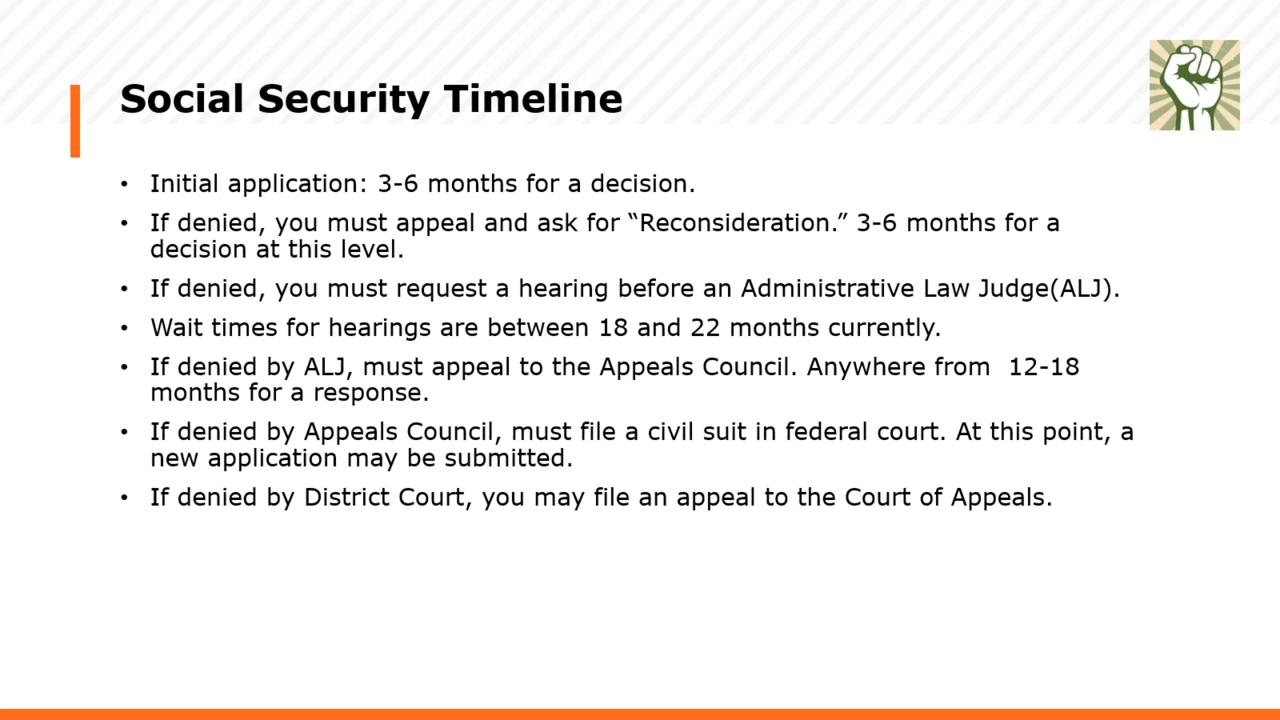 Social Security Timeline
• Initial application: 3-6 months for a decision.
• If denied, you must appeal and ask for “Reconsideration.” 3-6 months for a
decision at this level.
• If denied, you must request a hearing before an Administrative Law Judge(ALJ).
• Wait times for hearings are between 18 and 22 months currently.
• If denied by ALJ, must appeal to the Appeals Council. Anywhere from  12-18
months for a response.
• If denied by Appeals Council, must file a civil suit in federal court. At this point, a
new application may be submitted.
• If denied by District Court, you may file an appeal to the Court of Appeals.